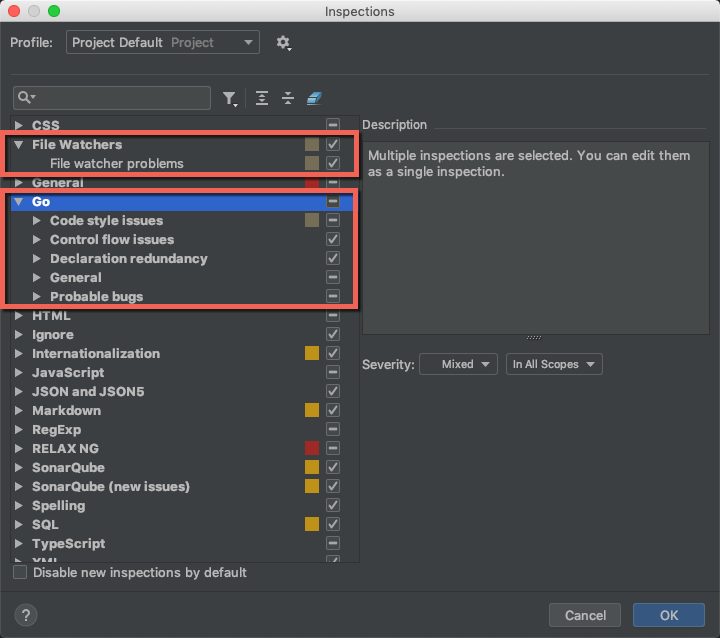 Inspections
Profile: Project Default Project
CSS
File Watchers
File watcher problems
General
Go
Code style issues
Control flow issues
Declaration redundancy
General
Probable bugs
HTML
Ignore
Internationalization
JavaScript
JSON and JSON5
Markdown
RegExp
RELAX NG
SonarQube
SonarQube (new issues)
Spelling
SQL
TypeScript
XML
Disable new inspections by default
Description
Multiple inspections are selected. You can edit them
as a single inspection.
Severity: Mixed In All Scopes
?
Cancel
OK